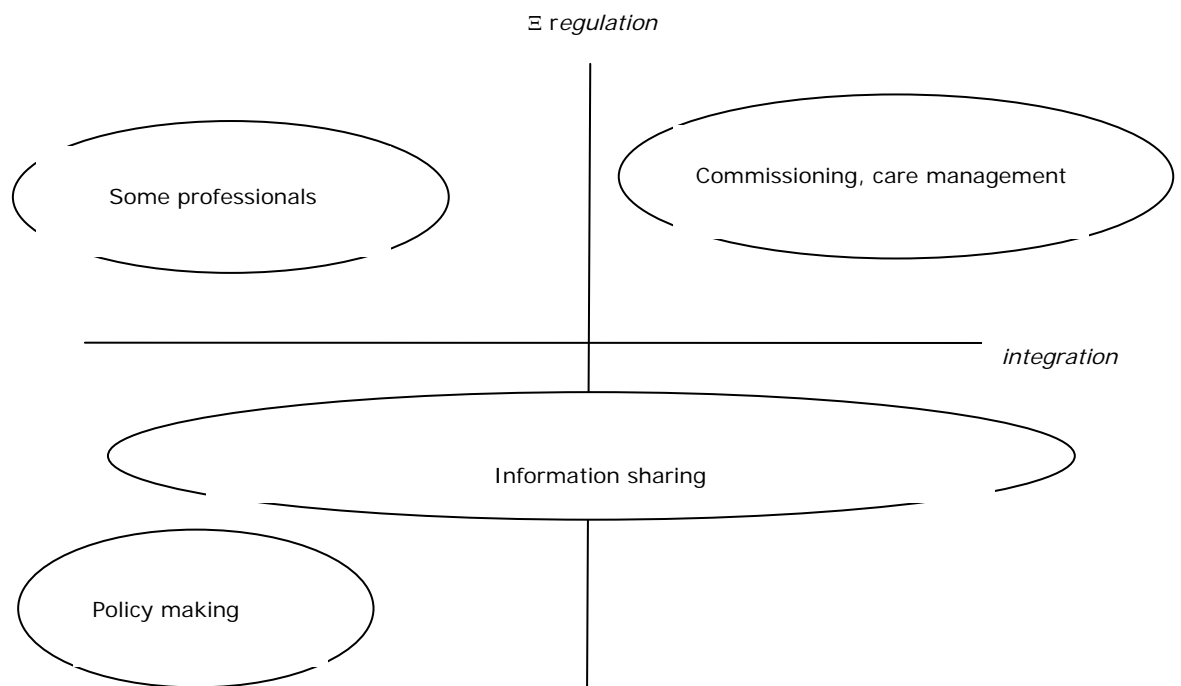 Ξ regulation
Commissioning, care management
Some professionals
integration
Information sharing
Policy making